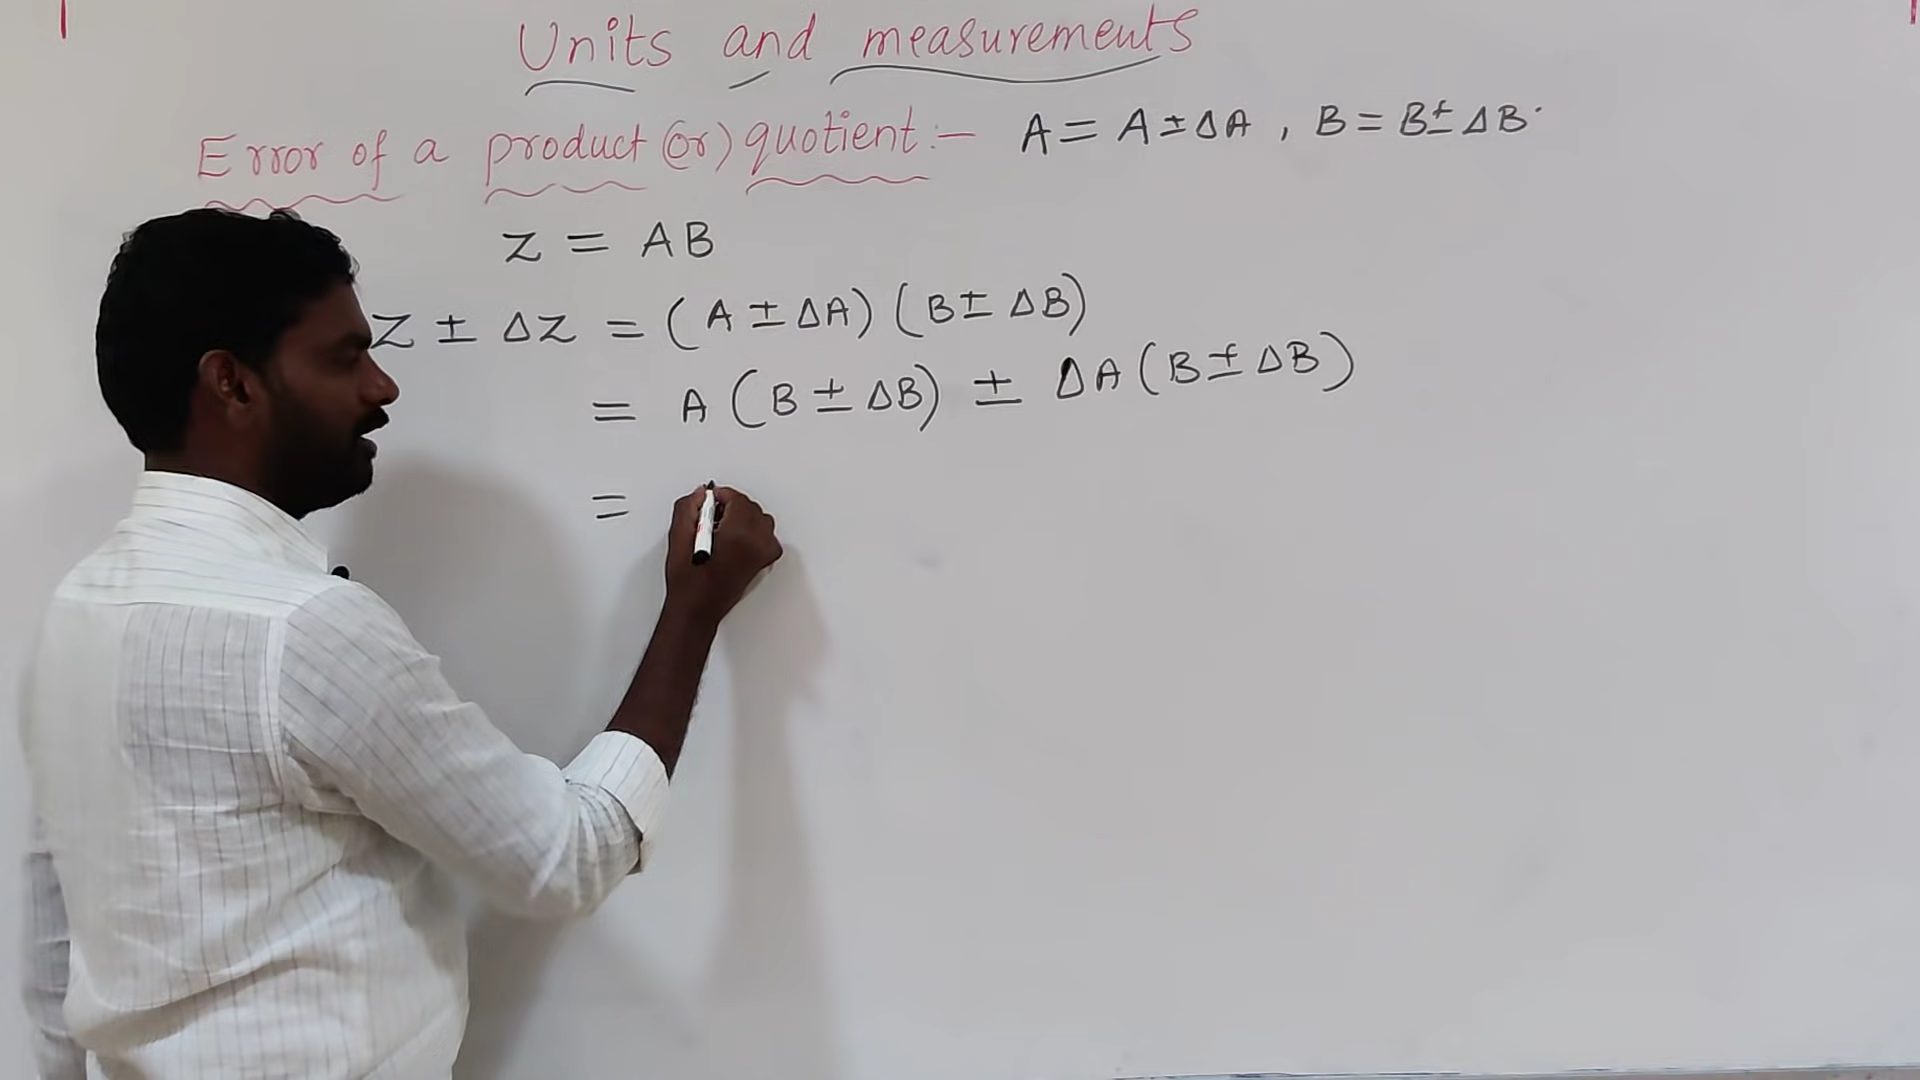 Units and measurements
Error of a product (or) quotient:- A = A ± ΔA , B = B ± ΔB.
Z = AB
Z ± ΔZ = (A ± ΔA) (B ± ΔB)
= A (B ± ΔB) ± ΔA (B ± ΔB)
=